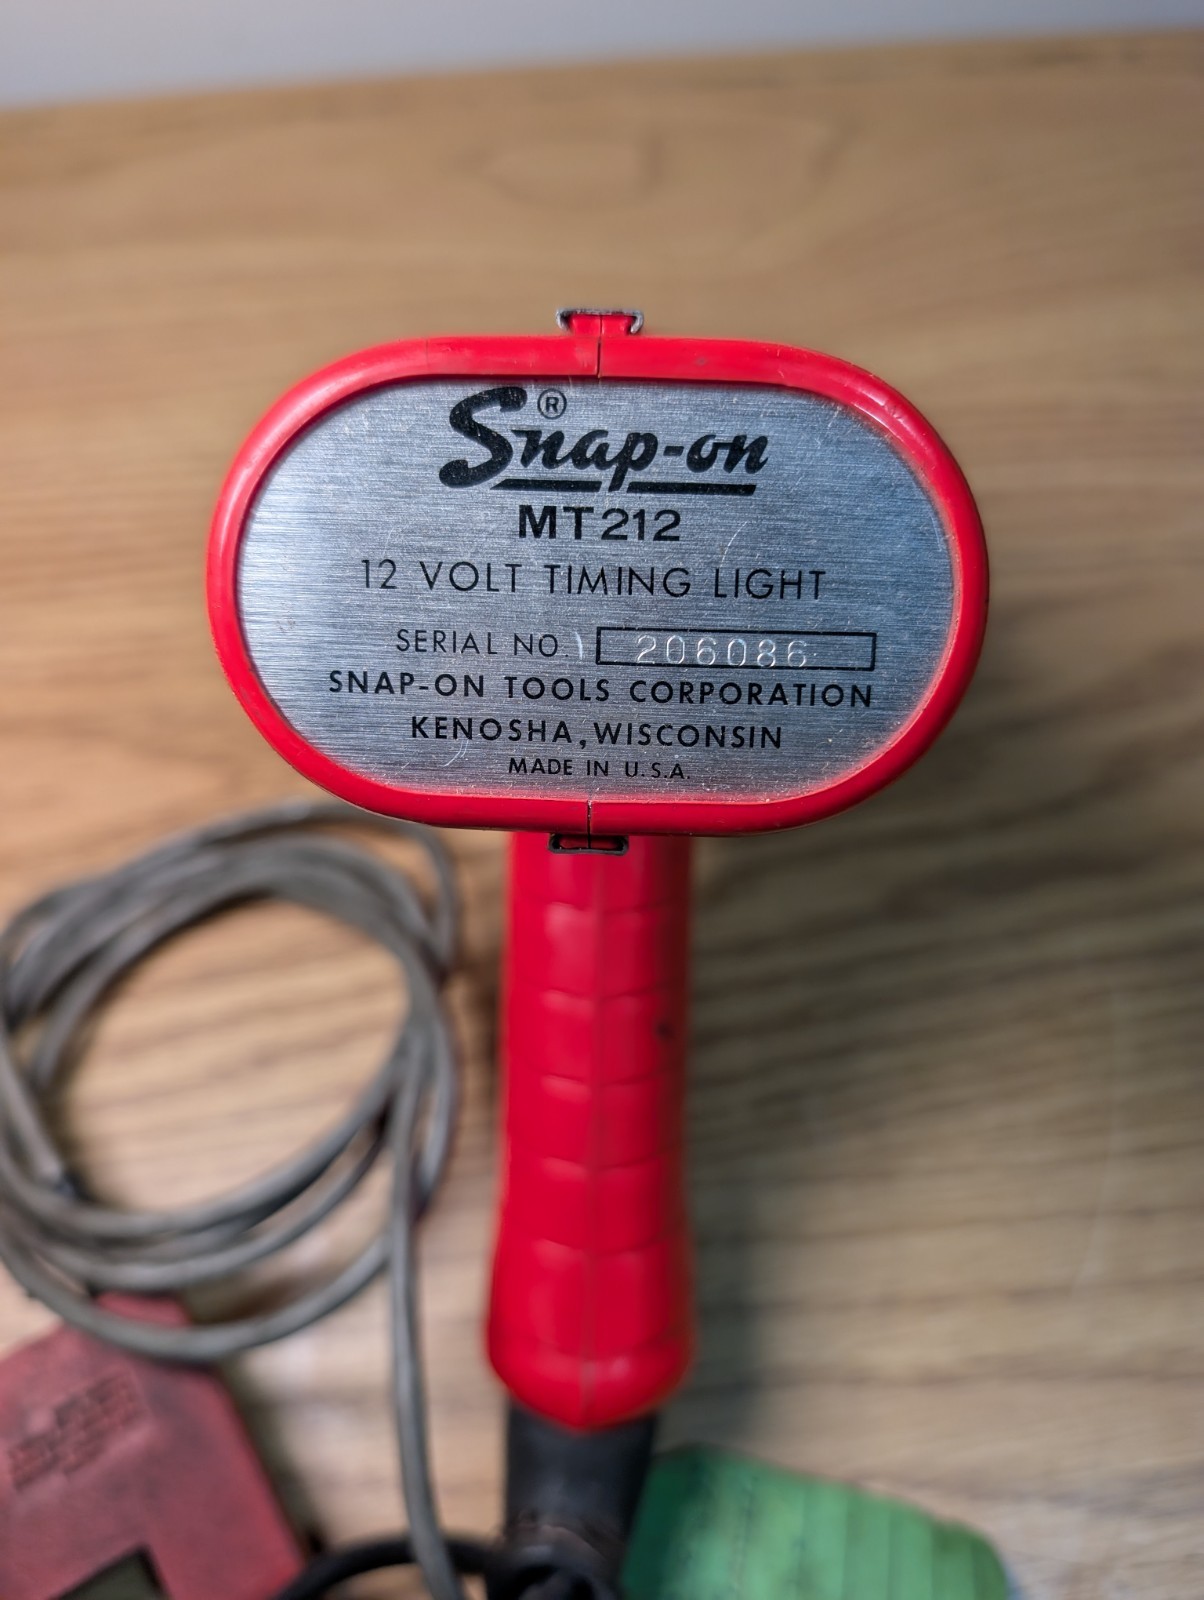 Snap-on®
MT212
12 VOLT TIMING LIGHT
SERIAL NO. 206086
SNAP-ON TOOLS CORPORATION
KENOSHA, WISCONSIN
MADE IN U.S.A.